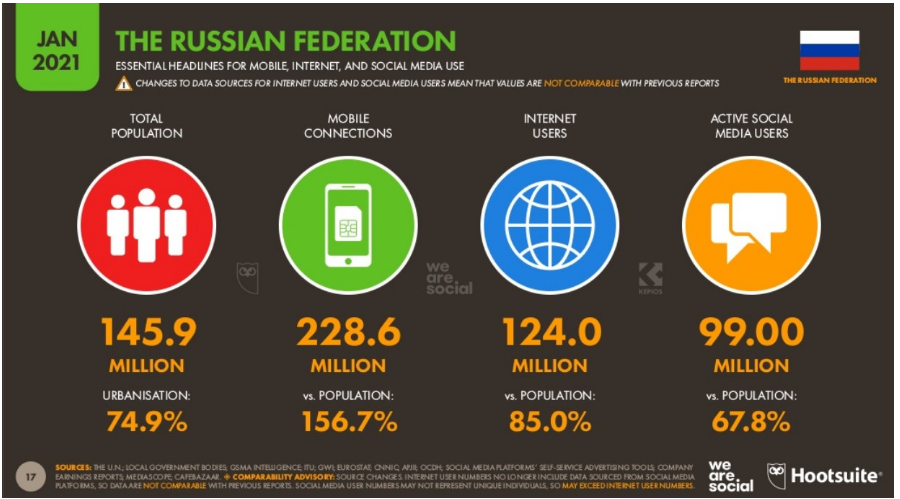 JAN
2021
THE RUSSIAN FEDERATION
ESSENTIAL HEADLINES FOR MOBILE, INTERNET, AND SOCIAL MEDIA USE
CHANGES TO DATA SOURCES FOR INTERNET USERS AND SOCIAL MEDIA USERS MEAN THAT VALUES ARE NOT COMPARABLE WITH PREVIOUS REPORTS
THE RUSSIAN FEDERATION
TOTAL
POPULATION
MOBILE
CONNECTIONS
INTERNET
USERS
ACTIVE SOCIAL
MEDIA USERS
we
are
social
KEPIOS
145.9
MILLION
URBANISATION:
74.9%
228.6
MILLION
vs. POPULATION:
156.7%
124.0
MILLION
vs. POPULATION:
85.0%
99.00
MILLION
vs. POPULATION:
67.8%
17
SOURCES: THE U.N.; LOCAL GOVERNMENT BODIES; GSMA INTELLIGENCE; ITU; GWI; EUROSTAT; CNNIC; APJII; OCDH; SOCIAL MEDIA PLATFORMS' SELF-SERVICE ADVERTISING TOOLS; COMPANY
EARNINGS REPORTS; MEDIASCOPE; CAFEBAZAAR. COMPARABILITY ADVISORY: SOURCE CHANGES. INTERNET USER NUMBERS NO LONGER INCLUDE DATA SOURCED FROM SOCIAL MEDIA
PLATFORMS, SO DATA ARE NOT COMPARABLE WITH PREVIOUS REPORTS. SOCIAL MEDIA USER NUMBERS MAY NOT REPRESENT UNIQUE INDIVIDUALS, SO MAY EXCEED INTERNET USER NUMBERS.
we
are
social
Hootsuite®